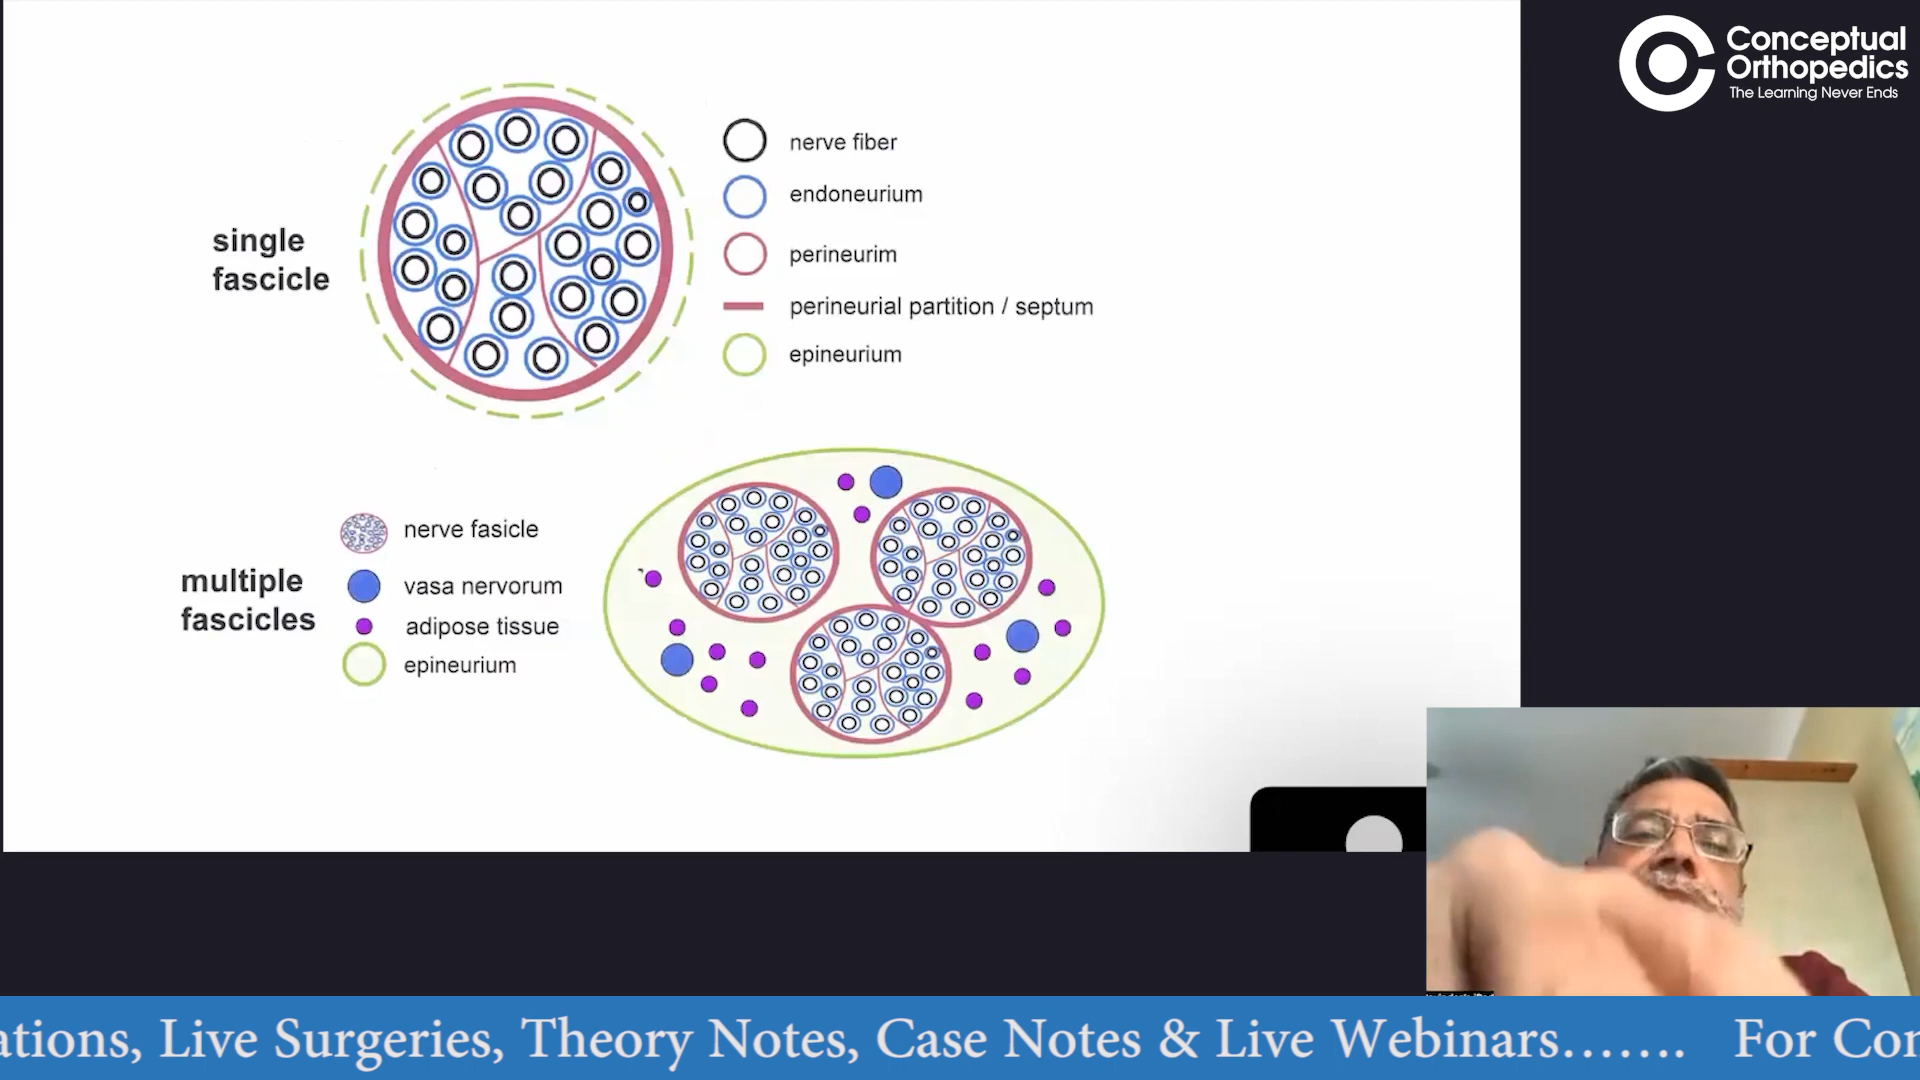 Conceptual
Orthopedics
The Learning Never Ends
single
fascicle
nerve fiber
endoneurium
perineurim
perineurial partition / septum
epineurium
multiple
fascicles
nerve fasicle
vasa nervorum
adipose tissue
epineurium
ations, Live Surgeries, Theory Notes, Case Notes & Live Webinars....... For Con